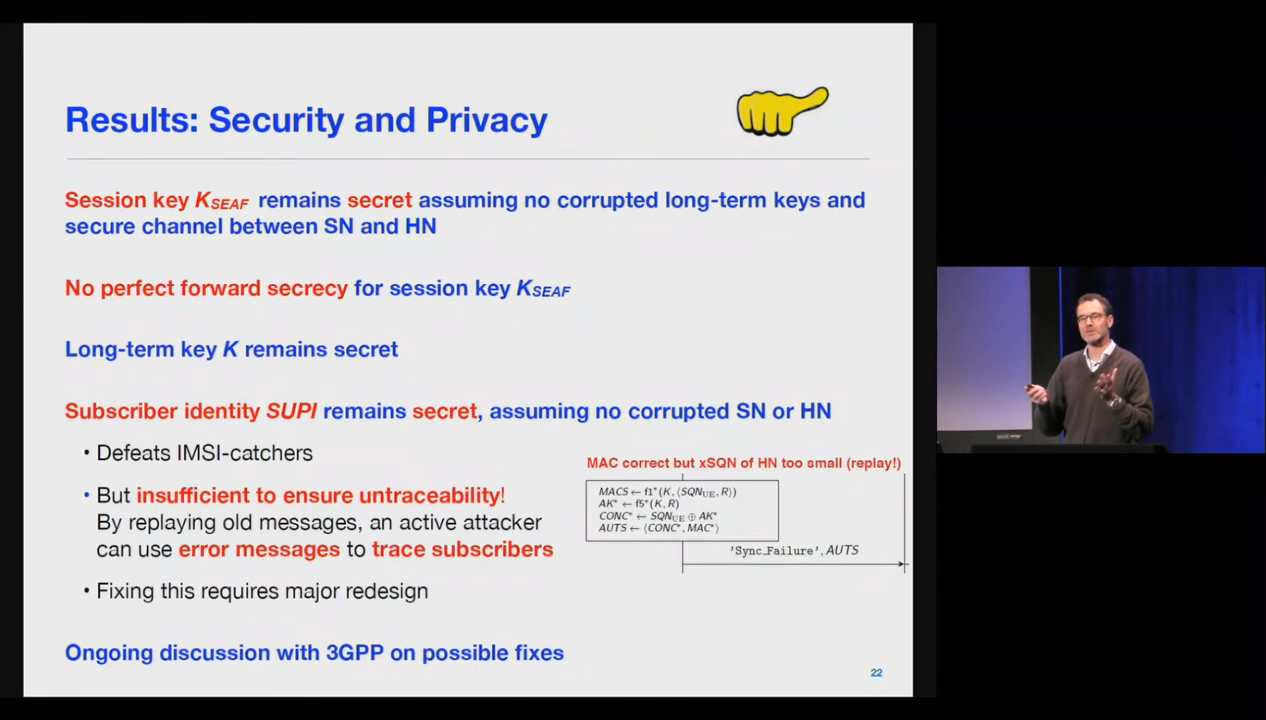 Results: Security and Privacy
Session key K_SEAF remains secret assuming no corrupted long-term keys and
secure channel between SN and HN
No perfect forward secrecy for session key K_SEAF
Long-term key K remains secret
Subscriber identity SUPI remains secret, assuming no corrupted SN or HN
• Defeats IMSI-catchers
• But insufficient to ensure untraceability!
By replaying old messages, an active attacker
can use error messages to trace subscribers
• Fixing this requires major redesign
MAC correct but xSQN of HN too small (replay!)
MACS ← f1*(K, ⟨SQN_UE, R⟩)
AK* ← f5*(K, R)
CONC* ← SQN_UE ⊕ AK*
AUTS ← ⟨CONC*, MAC*⟩
'Sync_Failure', AUTS
Ongoing discussion with 3GPP on possible fixes
22